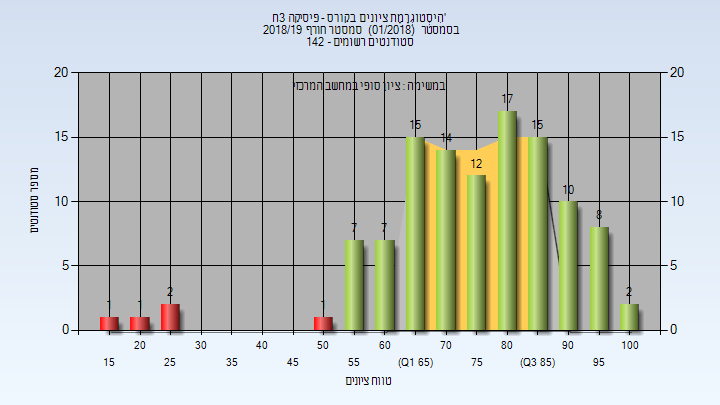 היסטוגרמת ציונים בקורס - פיסיקה 3ח'
בסמסטר (01/2018) סמסטר חורף 2018/19
סטודנטים רשומים - 142
במשימה : ציון סופי במחשב המרכזי
מספר סטודנטים
20 20
15 15
10 10
5 5
0 0
1 1 2 1 7 7 15 14 12 17 15 10 8 2
20 30 40 50 60 70 80 90 100
15 25 35 45 55 (Q1 65) 75 (Q3 85) 95
טווח ציונים